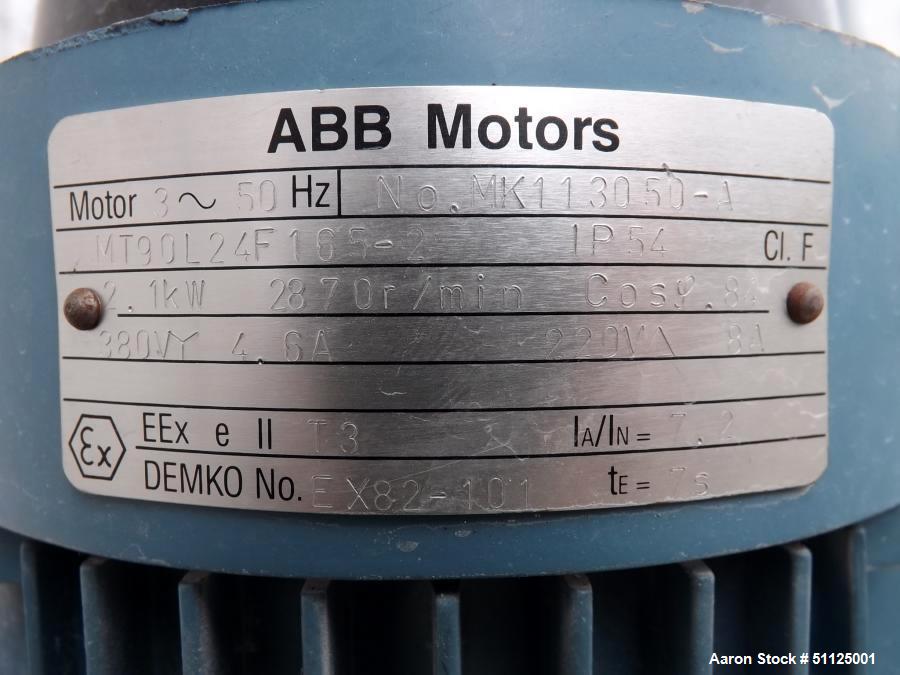 ABB Motors
Motor 3 ~ 50 Hz No. MK113050-A
MT90L24F165-2 IP54 Cl. F
2.1kW 2870r/min Cosφ.84
380VY 4.6A 220V△ 8A
εx EEx e II T3 IA/IN = 7.2
DEMKO No. EX82-101 tE = 7s
Aaron Stock # 51125001